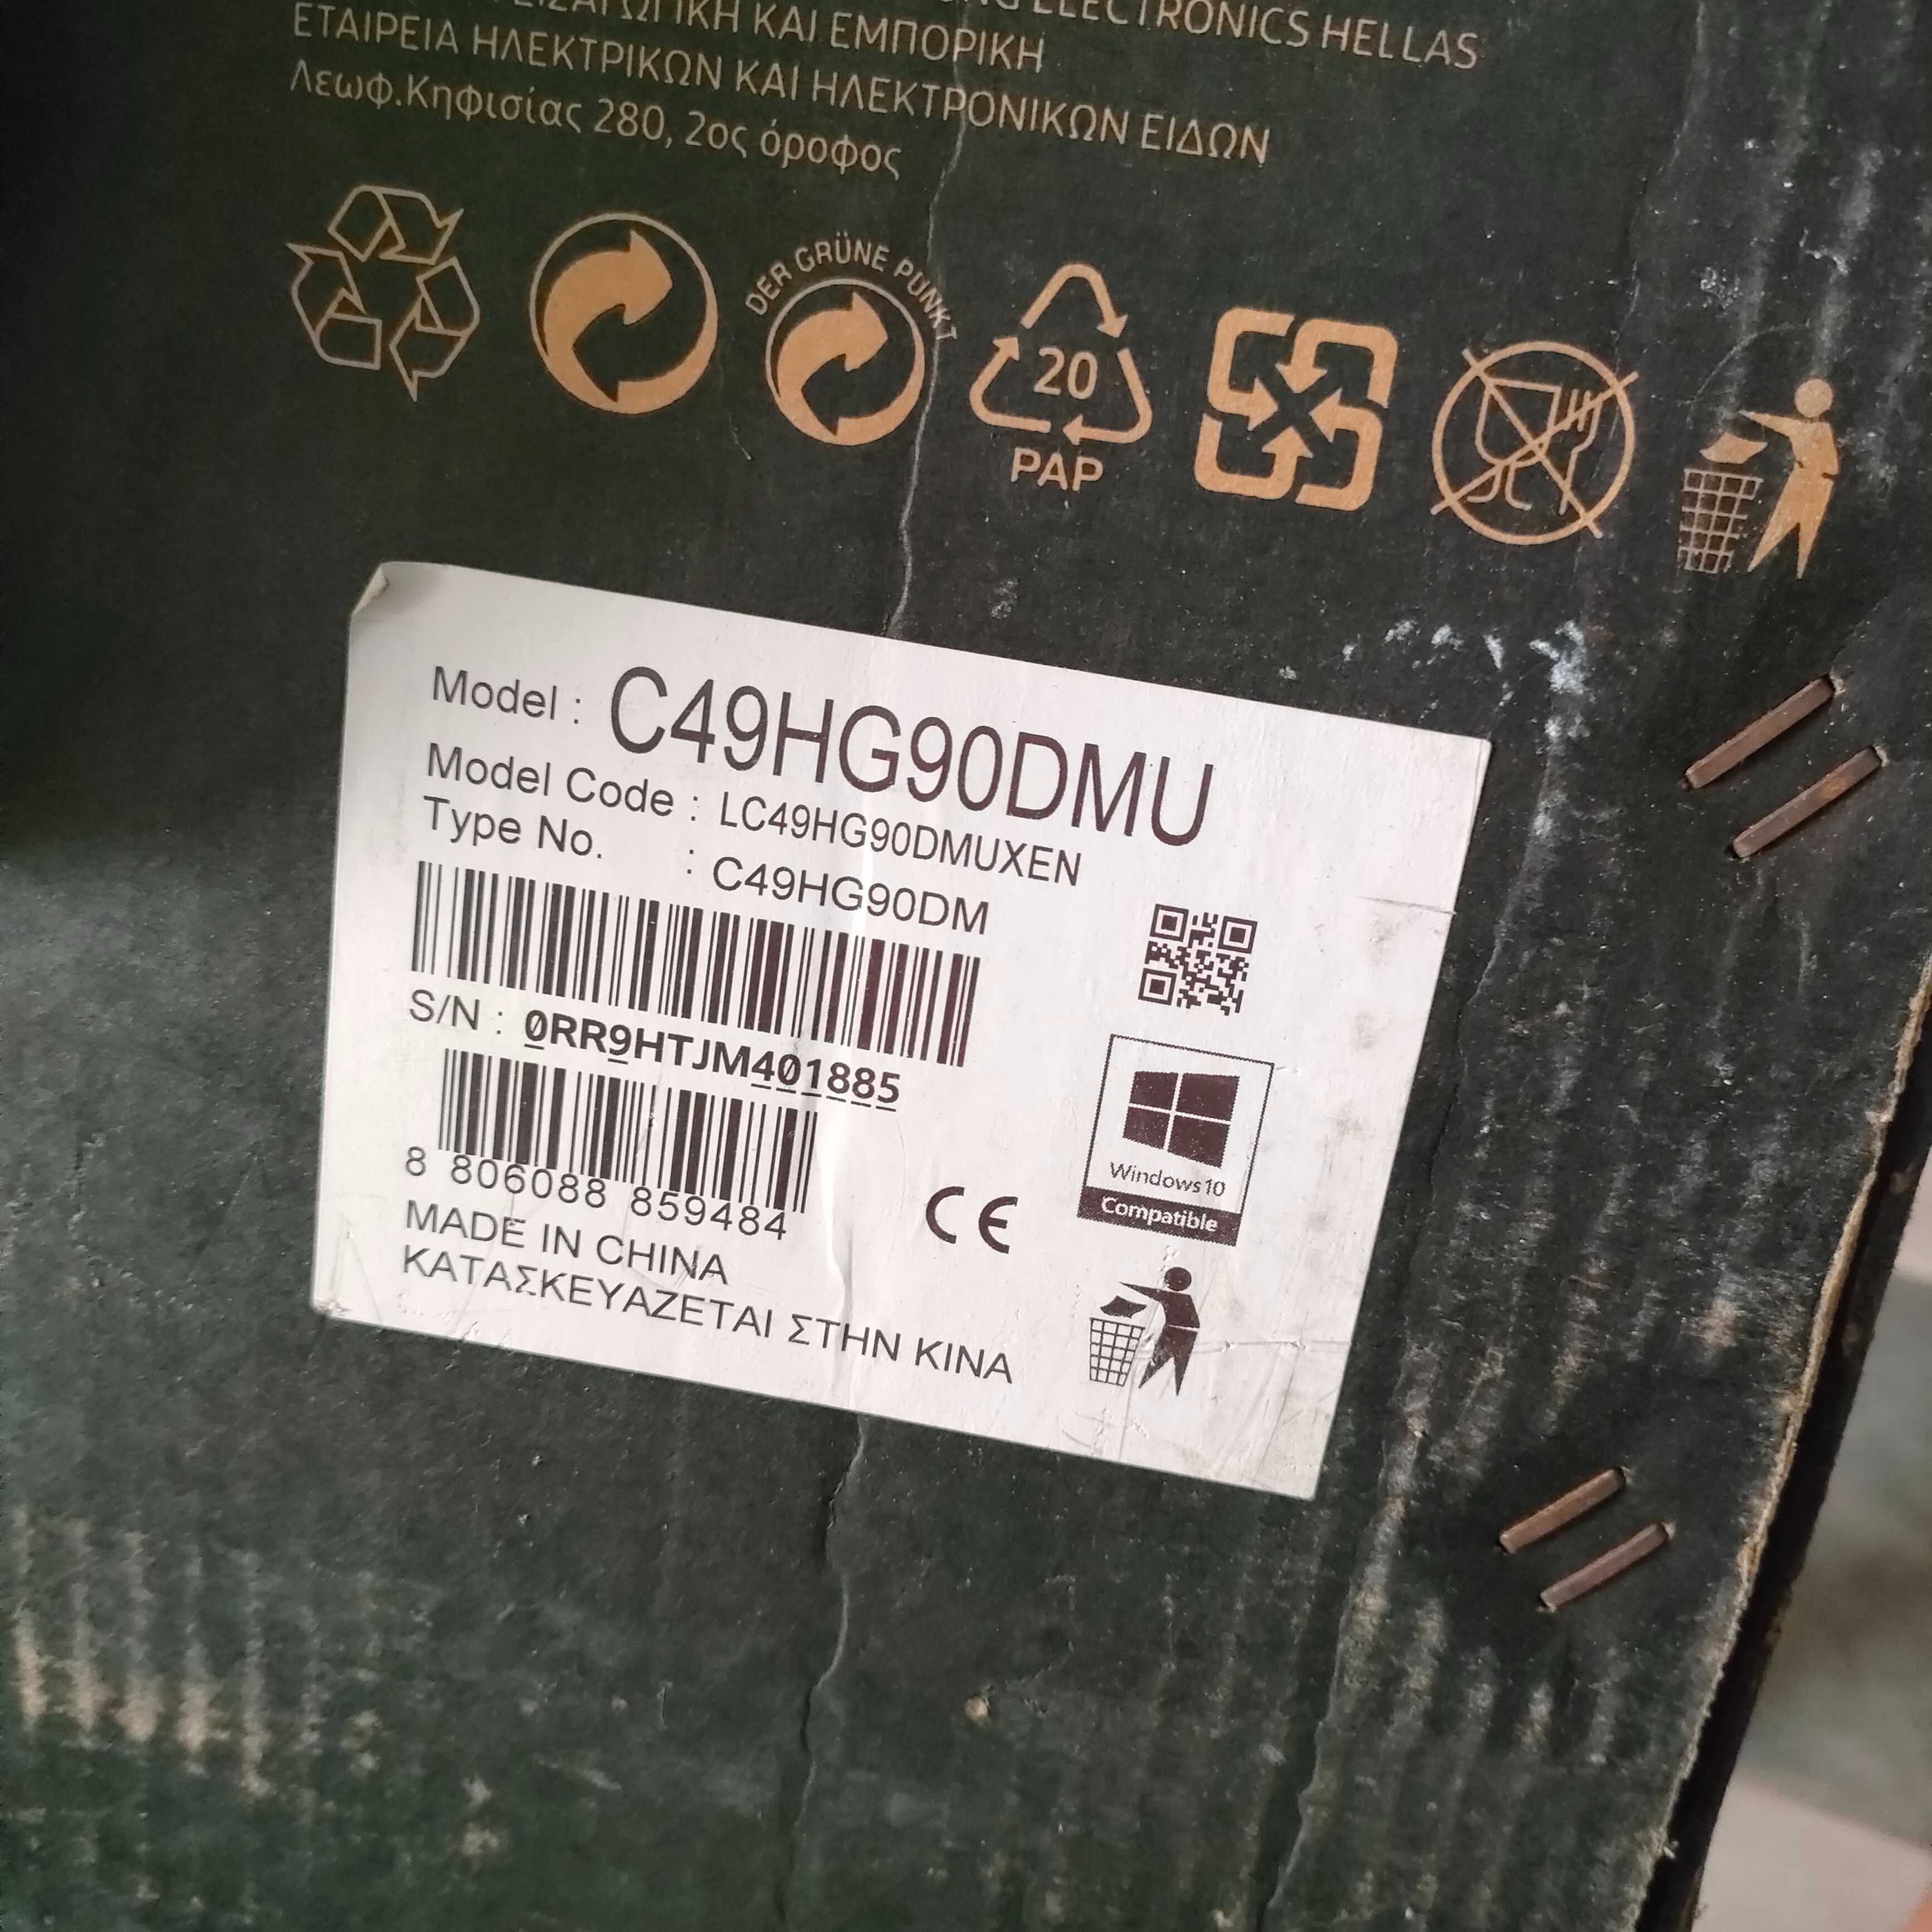 ELECTRONICS HELLAS
ΕΙΣΑΓΩΓΙΚΗ ΚΑΙ ΕΜΠΟΡΙΚΗ
ΕΤΑΙΡΕΙΑ ΗΛΕΚΤΡΙΚΩΝ ΚΑΙ ΗΛΕΚΤΡΟΝΙΚΩΝ ΕΙΔΩΝ
Λεωφ.Κηφισίας 280, 2ος όροφος
DER GRÜNE PUNKT
20
PAP
Model : C49HG90DMU
Model Code : LC49HG90DMUXEN
Type No. : C49HG90DM
S/N : 0RR9HTJM401885
8 806088 859484
MADE IN CHINA
ΚΑΤΑΣΚΕΥΑΖΕΤΑΙ ΣΤΗΝ ΚΙΝΑ
CE
Windows 10
Compatible